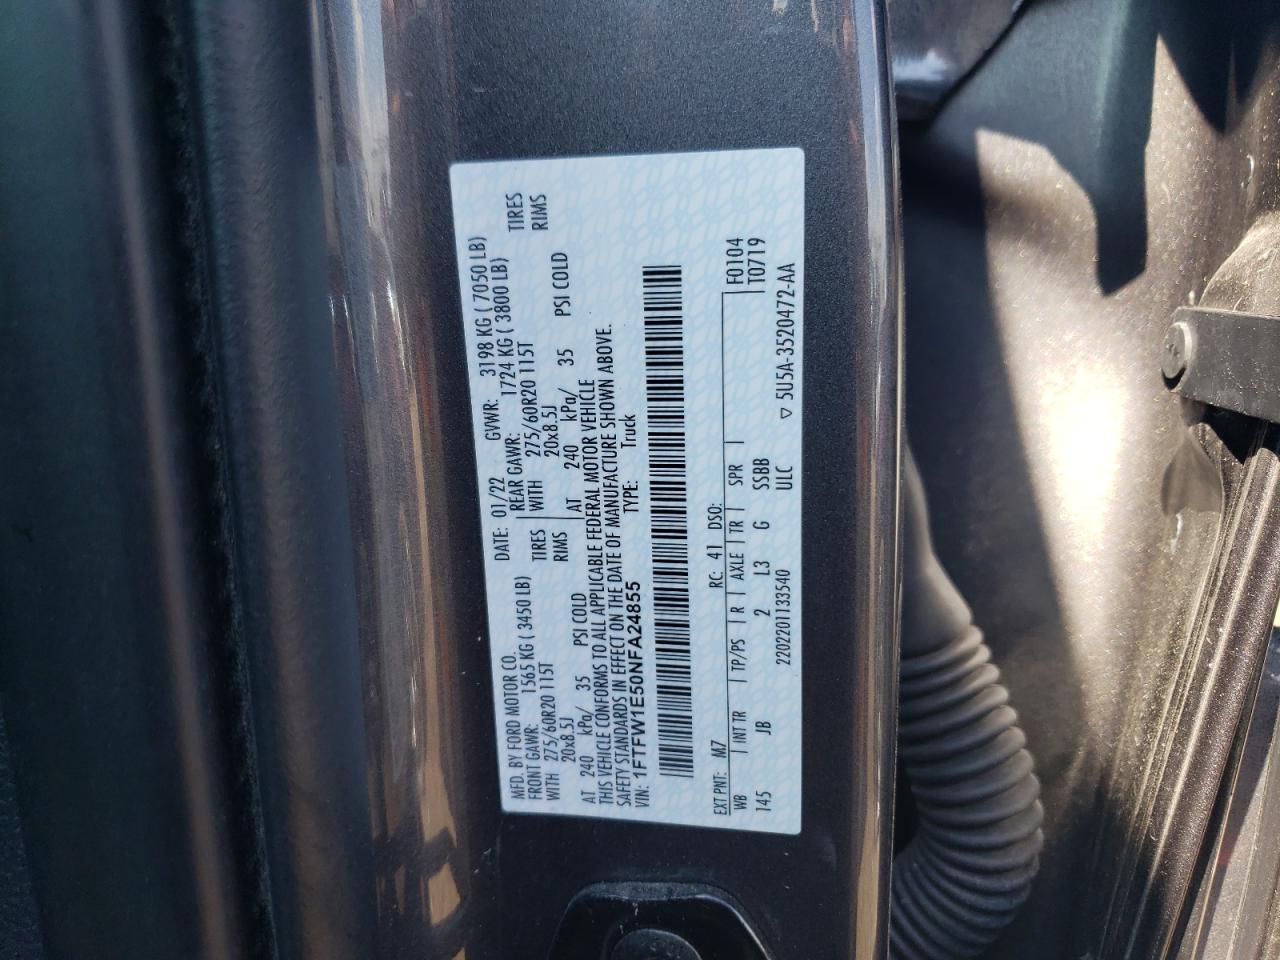 MFD. BY FORD MOTOR CO. DATE: 01/22 GVWR: 3198 KG ( 7050 LB)
FRONT GAWR: 1565 KG ( 3450 LB) REAR GAWR: 1724 KG ( 3800 LB)
WITH 275/60R20 115T TIRES WITH 275/60R20 115T TIRES
20x8.5J RIMS 20x8.5J RIMS
AT 240 kPa/ 35 PSI COLD AT 240 kPa/ 35 PSI COLD
THIS VEHICLE CONFORMS TO ALL APPLICABLE FEDERAL MOTOR VEHICLE
SAFETY STANDARDS IN EFFECT ON THE DATE OF MANUFACTURE SHOWN ABOVE.
VIN: 1FTFW1E50NFA24855 TYPE: Truck
EXT PNT: M7 RC: 41 DSO: F0104
WB INT TR TP/PS R AXLE TR SPR T0719
145 JB 2 L3 G SSBB
2202201133540 ULC ▽ 5U5A-3520472-AA